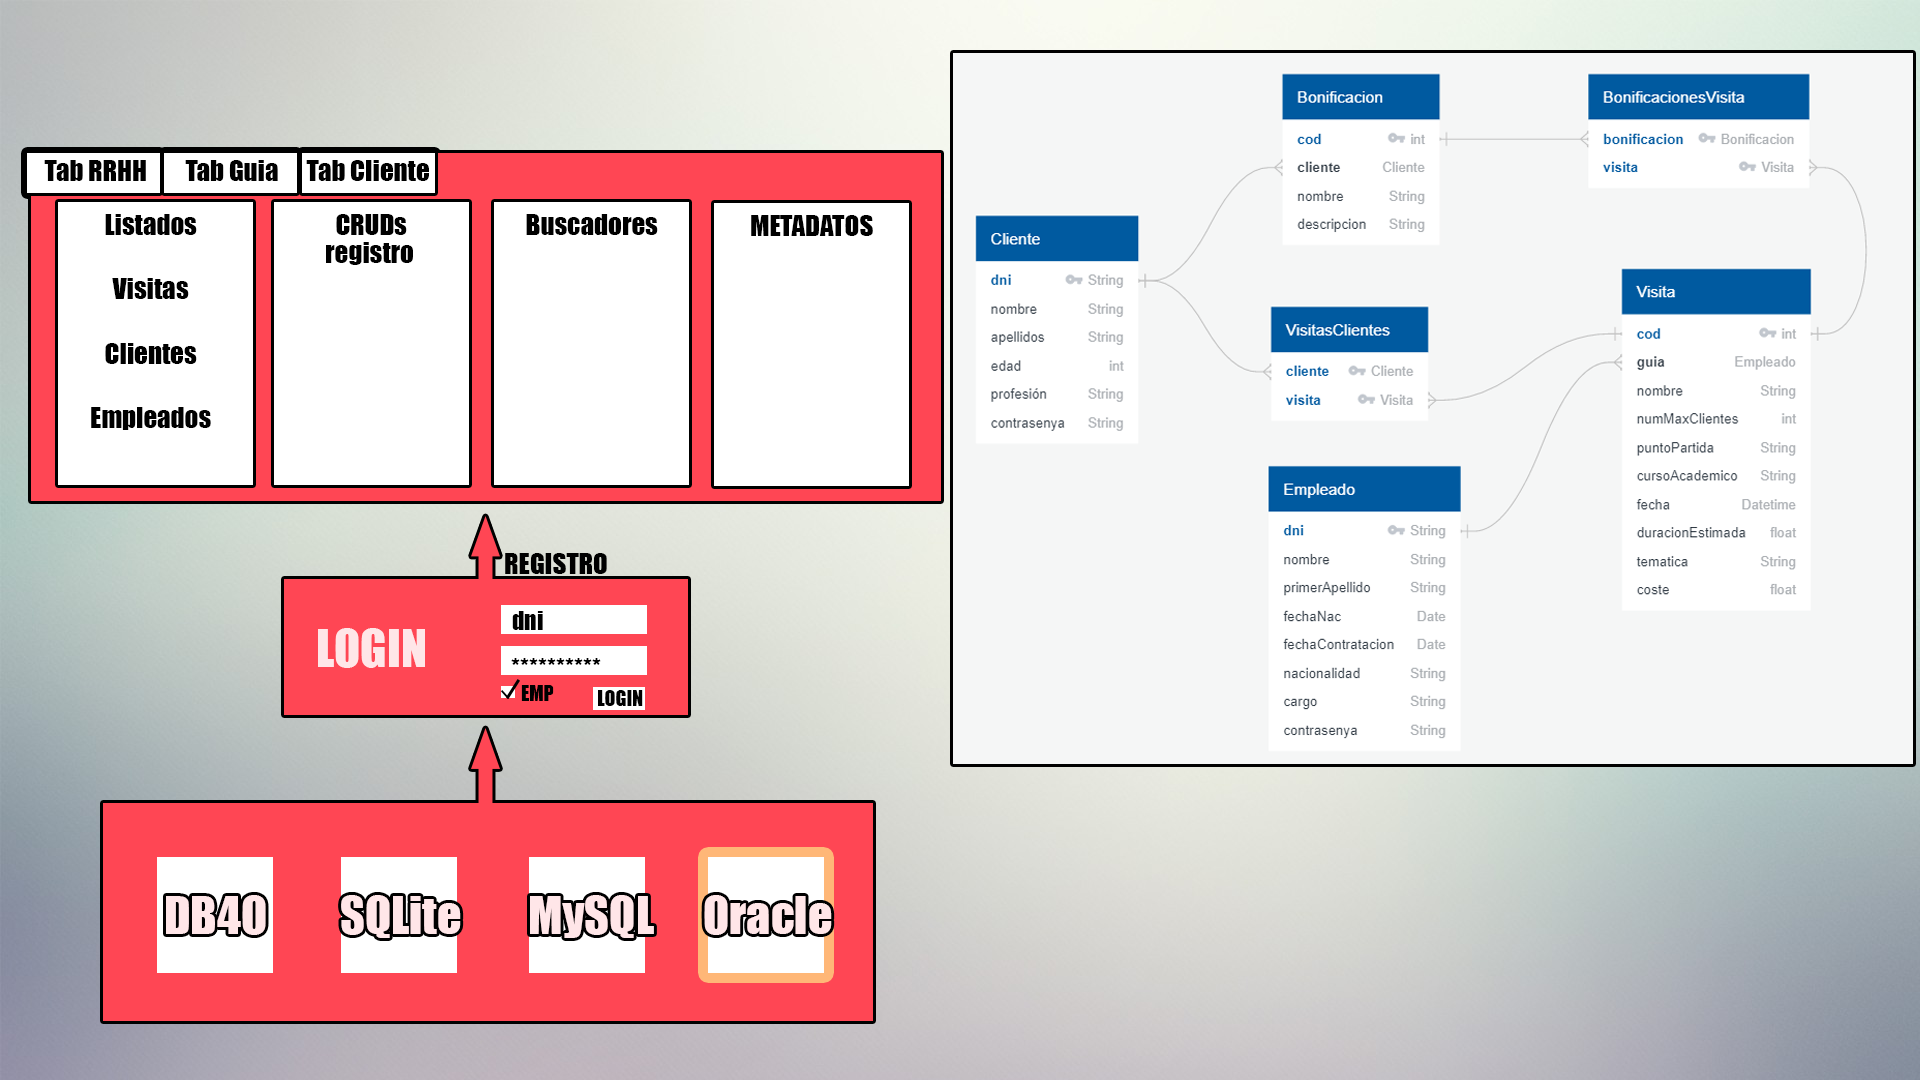 Tab RRHH Tab Guia Tab Cliente
Listados
Visitas
Clientes
Empleados
CRUDs
registro
Buscadores
METADATOS
REGISTRO
LOGIN
dni
**********
EMP
LOGIN
DB4O
SQLite
MySQL
Oracle
Cliente
dni String
nombre String
apellidos String
edad int
profesión String
contrasenya String
Bonificacion
cod int
cliente Cliente
nombre String
descripcion String
BonificacionesVisita
bonificacion Bonificacion
visita Visita
VisitasClientes
cliente Cliente
visita Visita
Visita
cod int
guia Empleado
nombre String
numMaxClientes int
puntoPartida String
cursoAcademico String
fecha Datetime
duracionEstimada float
tematica String
coste float
Empleado
dni String
nombre String
primerApellido String
fechaNac Date
fechaContratacion Date
nacionalidad String
cargo String
contrasenya String